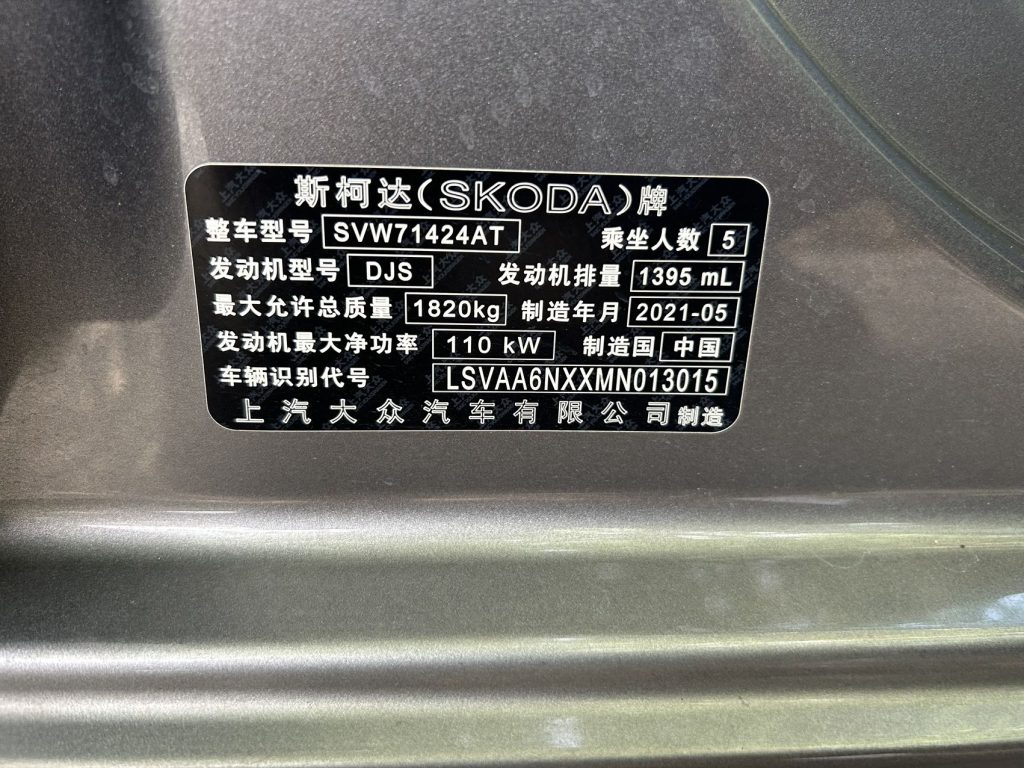 斯柯达(SKODA)牌
整车型号 SVW71424AT 乘坐人数 5
发动机型号 DJS 发动机排量 1395 mL
最大允许总质量 1820kg 制造年月 2021-05
发动机最大净功率 110 kW 制造国 中国
车辆识别代号 LSVAA6NXXMN013015
上汽大众汽车有限公司 制造